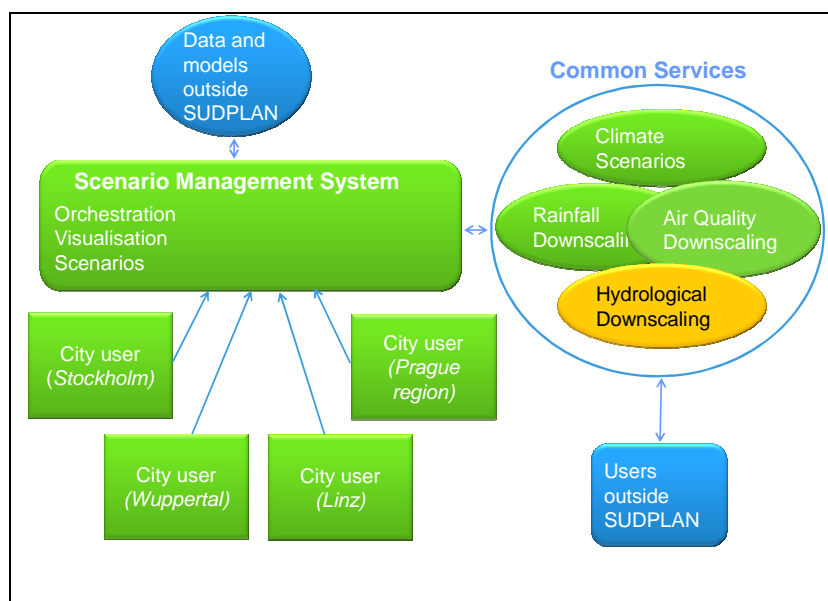 Data and
models
outside
SUDPLAN
Common Services
Climate
Scenarios
Scenario Management System
Orchestration
Visualisation
Scenarios
Rainfall
Downscalin
Air Quality
Downscaling
Hydrological
Downscaling
City user
(Stockholm)
City user
(Prague
region)
City user
(Wuppertal)
City user
(Linz)
Users
outside
SUDPLAN